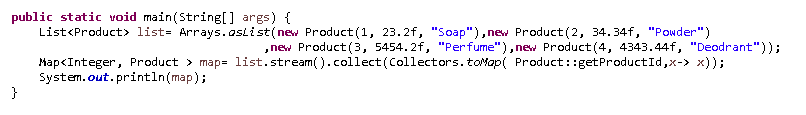 public static void main(String[] args) {
    List<Product> list= Arrays.asList(new Product(1, 23.2f, "Soap"),new Product(2, 34.34f, "Powder")
                                    ,new Product(3, 5454.2f, "Perfume"),new Product(4, 4343.44f, "Deodrant"));
    Map<Integer, Product > map= list.stream().collect(Collectors.toMap( Product::getProductId,x-> x));
    System.out.println(map);
}